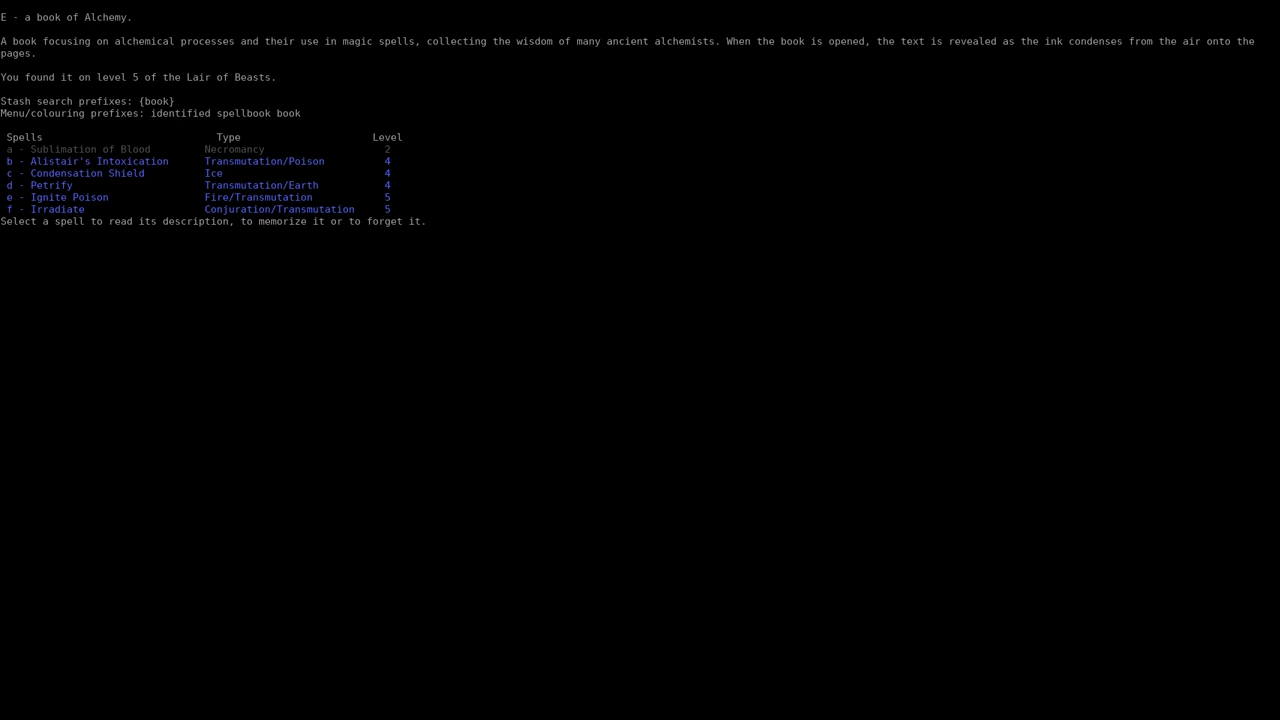 E - a book of Alchemy.
A book focusing on alchemical processes and their use in magic spells, collecting the wisdom of many ancient alchemists. When the book is opened, the text is revealed as the ink condenses from the air onto the
pages.
You found it on level 5 of the Lair of Beasts.
Stash search prefixes: {book}
Menu/colouring prefixes: identified spellbook book
Spells Type Level
a - Sublimation of Blood Necromancy 2
b - Alistair's Intoxication Transmutation/Poison 4
c - Condensation Shield Ice 4
d - Petrify Transmutation/Earth 4
e - Ignite Poison Fire/Transmutation 5
f - Irradiate Conjuration/Transmutation 5
Select a spell to read its description, to memorize it or to forget it.